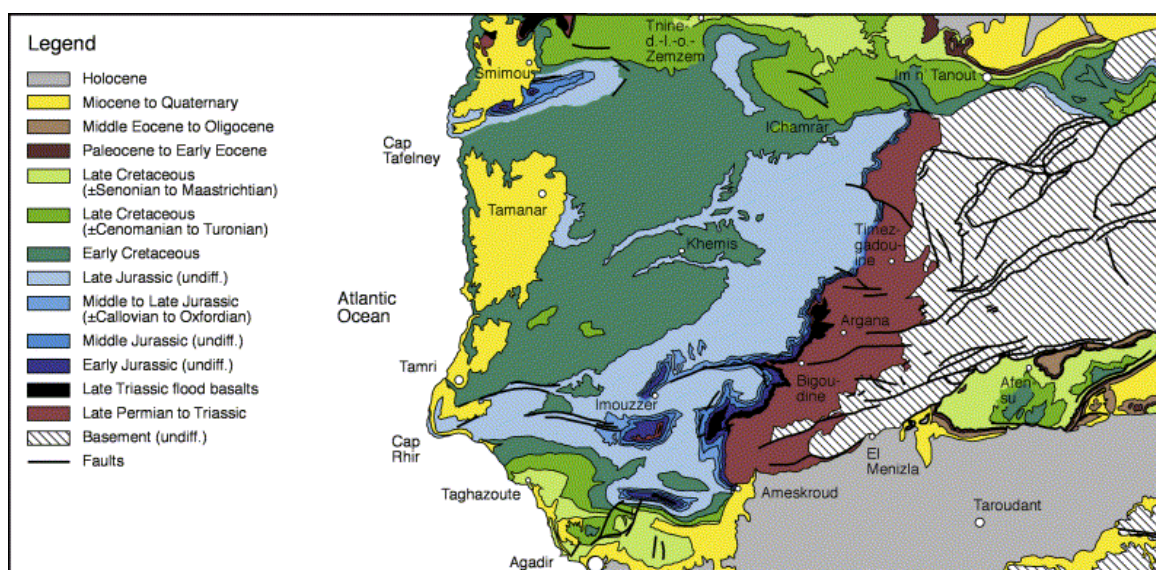 Legend
Holocene
Miocene to Quaternary
Middle Eocene to Oligocene
Paleocene to Early Eocene
Late Cretaceous
(±Senonian to Maastrichtian)
Late Cretaceous
(±Cenomanian to Turonian)
Early Cretaceous
Late Jurassic (undiff.)
Middle to Late Jurassic
(±Callovian to Oxfordian)
Middle Jurassic (undiff.)
Early Jurassic (undiff.)
Late Triassic flood basalts
Late Permian to Triassic
Basement (undiff.)
Faults
Tnine-
d.-l.-o.-
Zemzem
Smimou
Im n' Tanout
IChamrar
Cap
Tafelney
Tamanar
Khemis
Timez-
gadou-
ine
Atlantic
Ocean
Argana
Tamri
Bigou-
dine
Afen-
su
Imouzzer
Cap
Rhir
El
Menizla
Taghazoute
Ameskroud
Taroudant
Agadir